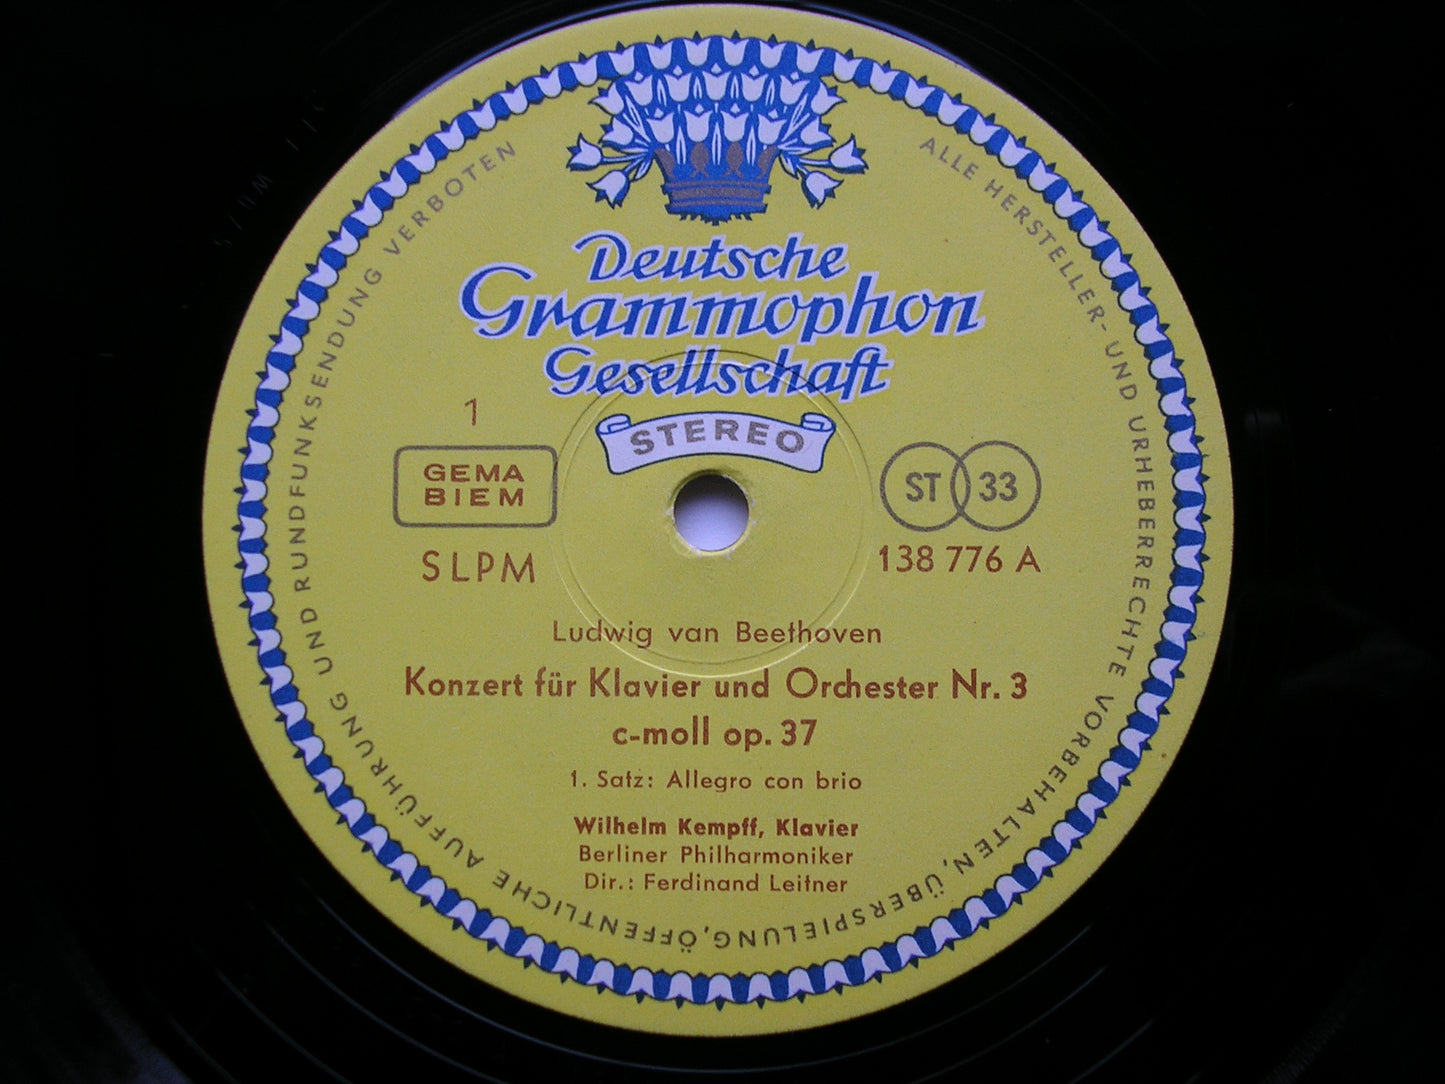 Deutsche
Grammophon
Gesellschaft
STEREO
1
GEMA
BIEM
ST 33
SLPM
138 776 A
Ludwig van Beethoven
Konzert für Klavier und Orchester Nr. 3
c-moll op. 37
1. Satz: Allegro con brio
Wilhelm Kempff, Klavier
Berliner Philharmoniker
Dir.: Ferdinand Leitner
ALLE HERSTELLER- UND URHEBERRECHTE VORBEHALTEN, ÜBERSPIELUNG, ÖFFENTLICHE AUFFÜHRUNG UND RUNDFUNKSENDUNG VERBOTEN